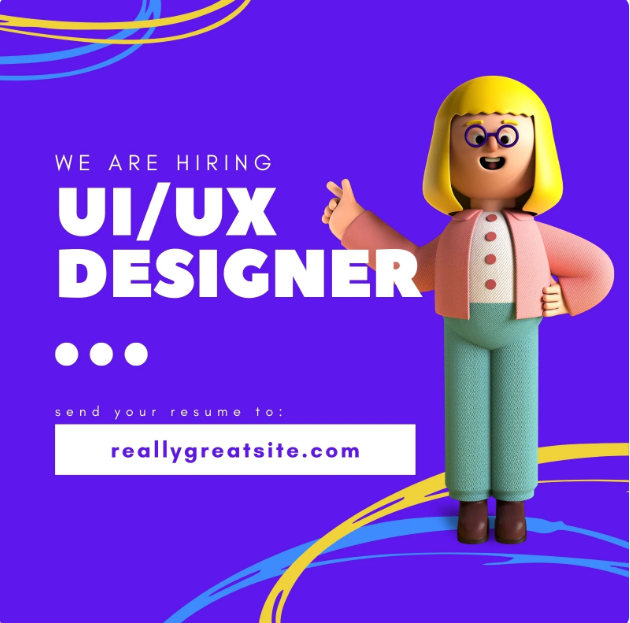 WE ARE HIRING
UI/UX
DESIGNER
send your resume to:
reallygreatsite.com